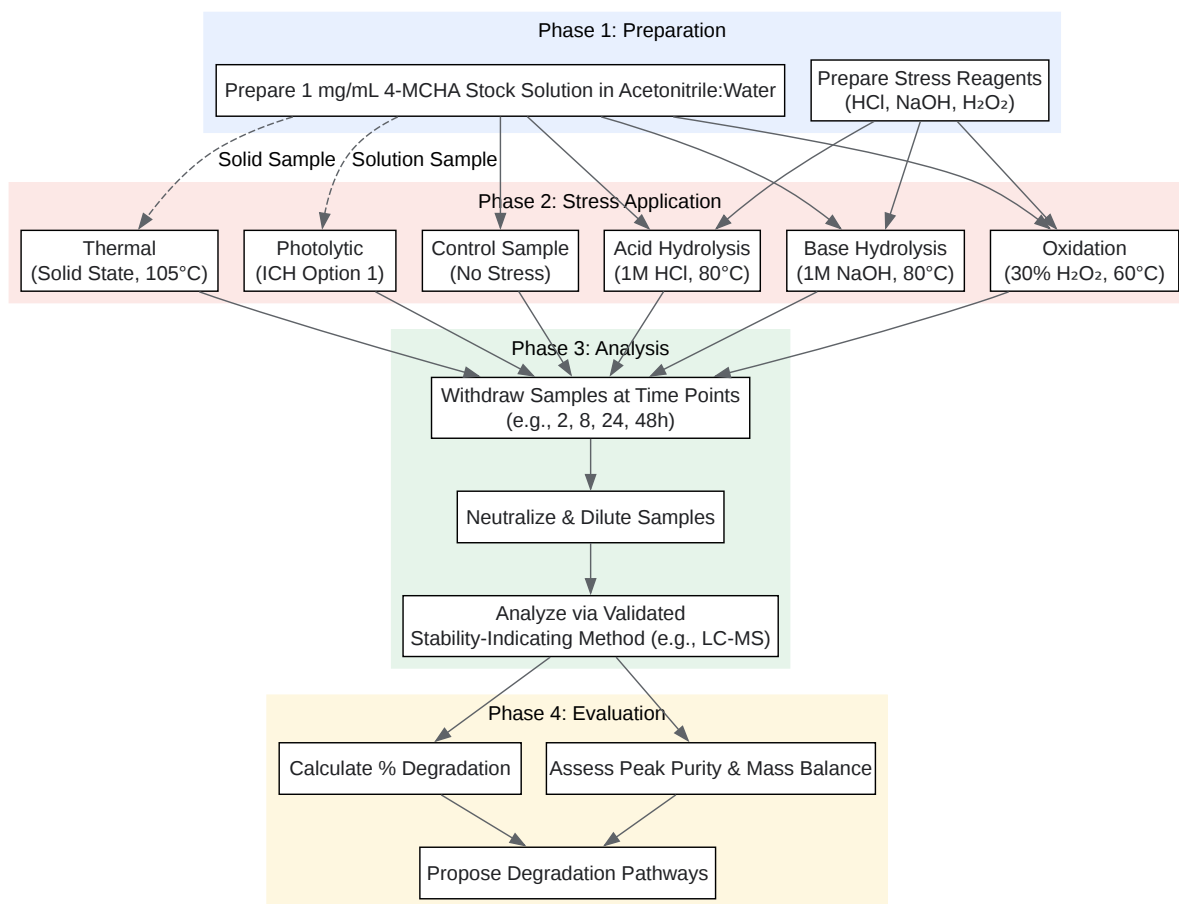 Phase 1: Preparation
Prepare 1 mg/mL 4-MCHA Stock Solution in Acetonitrile:Water
Prepare Stress Reagents
(HCl, NaOH, H₂O₂)
Solid Sample
Solution Sample
Phase 2: Stress Application
Thermal
(Solid State, 105°C)
Photolytic
(ICH Option 1)
Control Sample
(No Stress)
Acid Hydrolysis
(1M HCl, 80°C)
Base Hydrolysis
(1M NaOH, 80°C)
Oxidation
(30% H₂O₂, 60°C)
Phase 3: Analysis
Withdraw Samples at Time Points
(e.g., 2, 8, 24, 48h)
Neutralize & Dilute Samples
Analyze via Validated
Stability-Indicating Method (e.g., LC-MS)
Phase 4: Evaluation
Calculate % Degradation
Assess Peak Purity & Mass Balance
Propose Degradation Pathways